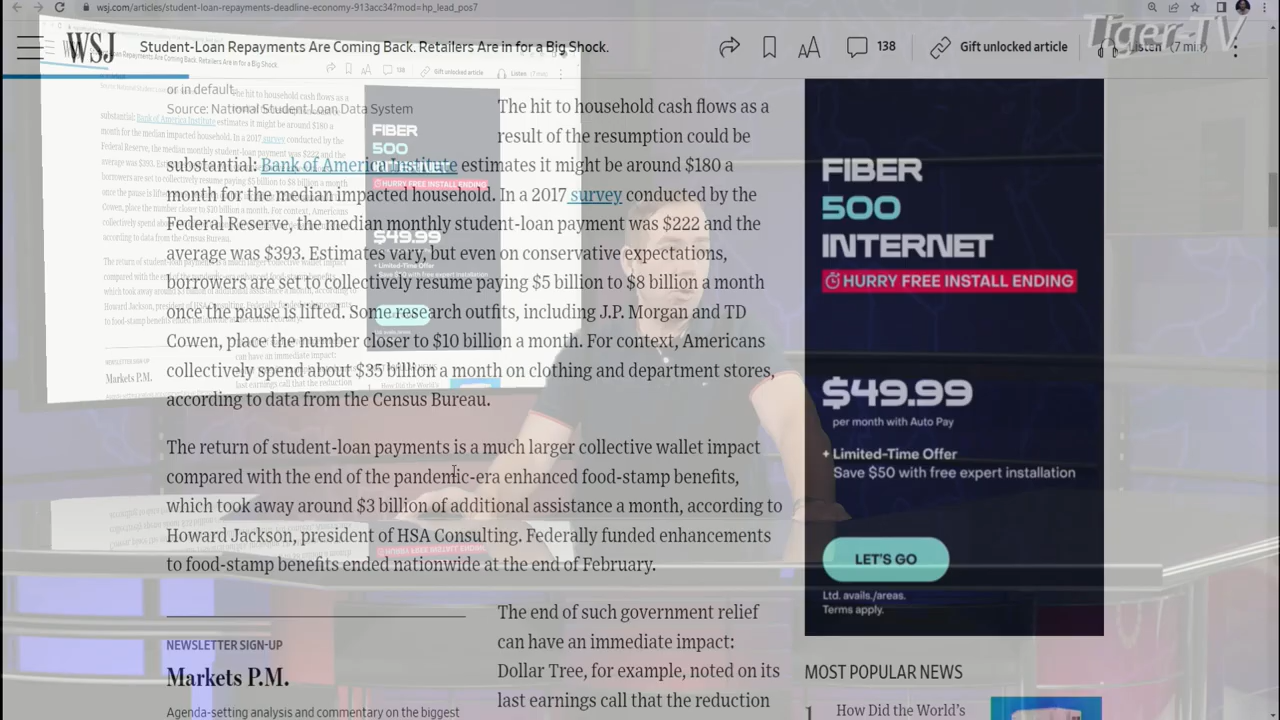 wsj.com/articles/student-loan-repayments-deadline-economy-913acc34?mod=hp_lead_pos7
Tiger-TV
WSJ
Student-Loan Repayments Are Coming Back. Retailers Are in for a Big Shock.
138
Gift unlocked article
Listen (7 min)
or in default.
Source: National Student Loan Data System
The hit to household cash flows as a
result of the resumption could be
substantial: Bank of America Institute estimates it might be around $180 a
month for the median impacted household. In a 2017 survey conducted by the
Federal Reserve, the median monthly student-loan payment was $222 and the
average was $393. Estimates vary, but even on conservative expectations,
borrowers are set to collectively resume paying $5 billion to $8 billion a month
once the pause is lifted. Some research outfits, including J.P. Morgan and TD
Cowen, place the number closer to $10 billion a month. For context, Americans
collectively spend about $35 billion a month on clothing and department stores,
according to data from the Census Bureau.
The return of student-loan payments is a much larger collective wallet impact
compared with the end of the pandemic-era enhanced food-stamp benefits,
which took away around $3 billion of additional assistance a month, according to
Howard Jackson, president of HSA Consulting. Federally funded enhancements
to food-stamp benefits ended nationwide at the end of February.
NEWSLETTER SIGN-UP
Markets P.M.
Agenda-setting analysis and commentary on the biggest
The end of such government relief
can have an immediate impact:
Dollar Tree, for example, noted on its
last earnings call that the reduction
FIBER
500
INTERNET
HURRY FREE INSTALL ENDING
$49.99
per month with Auto Pay
+ Limited-Time Offer
Save $50 with free expert installation
LET'S GO
Ltd. avails./areas.
Terms apply.
MOST POPULAR NEWS
1
How Did the World's